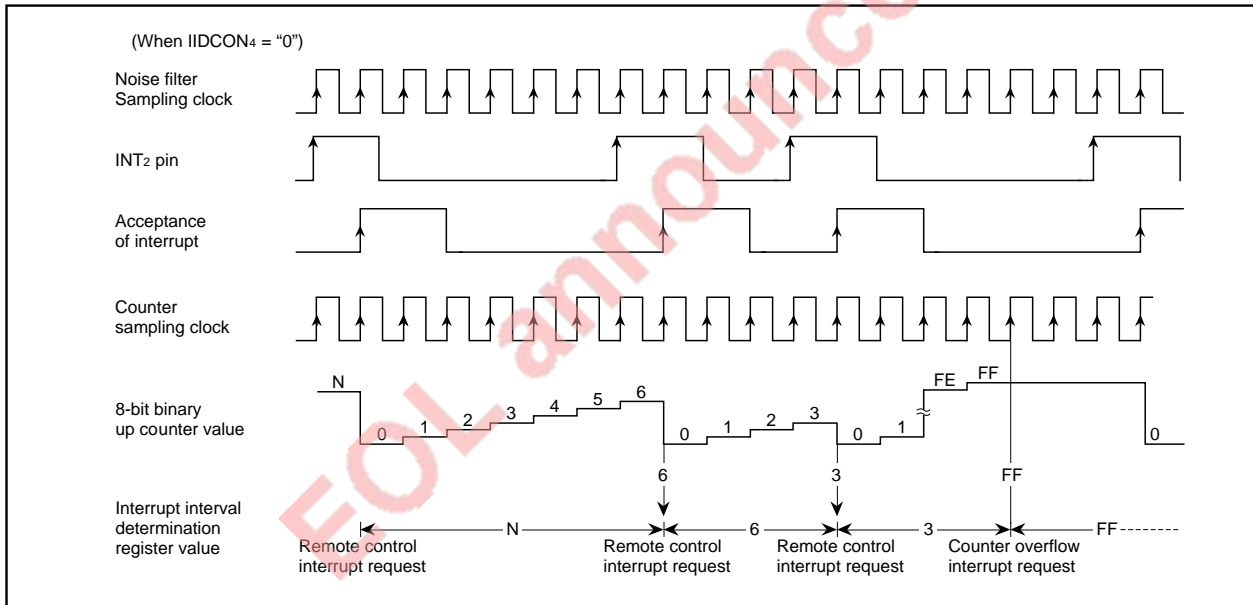 (When IIDCON4 = “0”)
Noise filter
Sampling clock
INT2 pin
Acceptance
of interrupt
Counter
sampling clock
8-bit binary
up counter value
N
0
1
2
3
4
5
6
0
1
2
3
0
1
FE
FF
0
6
3
FF
Interrupt interval
determination
register value
N
6
3
FF
Remote control
interrupt request
Remote control
interrupt request
Remote control
interrupt request
Counter overflow
interrupt request
EOL announc